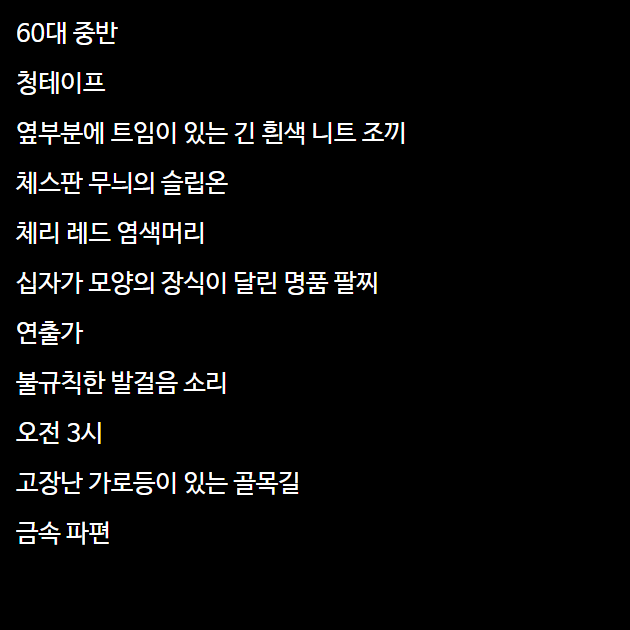 60대 중반
청테이프
옆부분에 트임이 있는 긴 흰색 니트 조끼
체스판 무늬의 슬립온
체리 레드 염색머리
십자가 모양의 장식이 달린 명품 팔찌
연출가
불규칙한 발걸음 소리
오전 3시
고장난 가로등이 있는 골목길
금속 파편